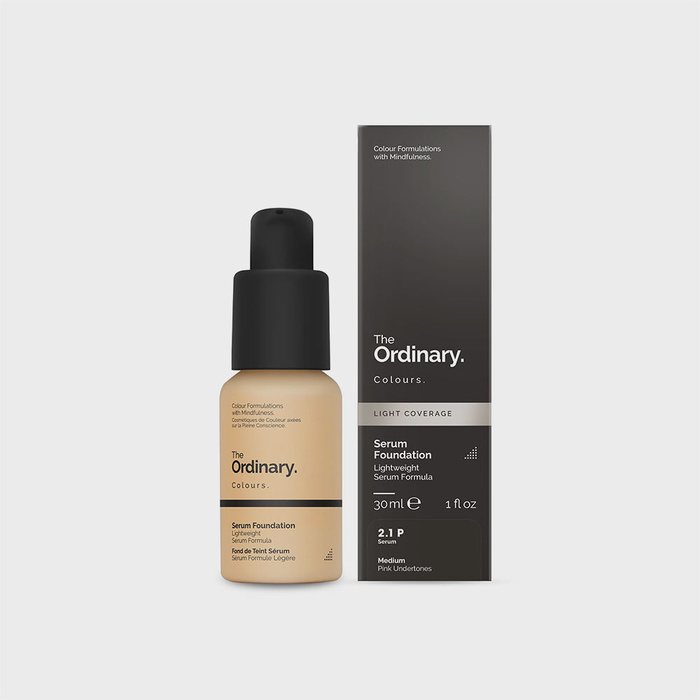 Colour Formulations
with Mindfulness.
Cosmétiques de Couleur axées
sur la Pleine Conscience.
The
Ordinary.
Colours.
Serum Foundation
Lightweight
Serum Formula
Fond de Teint Sérum
Sérum Formule Légère
Colour Formulations
with Mindfulness.
The
Ordinary.
Colours.
LIGHT COVERAGE
Serum
Foundation
Lightweight
Serum Formula
30 ml ℮ 1 fl oz
2.1 P
Serum
Medium
Pink Undertones